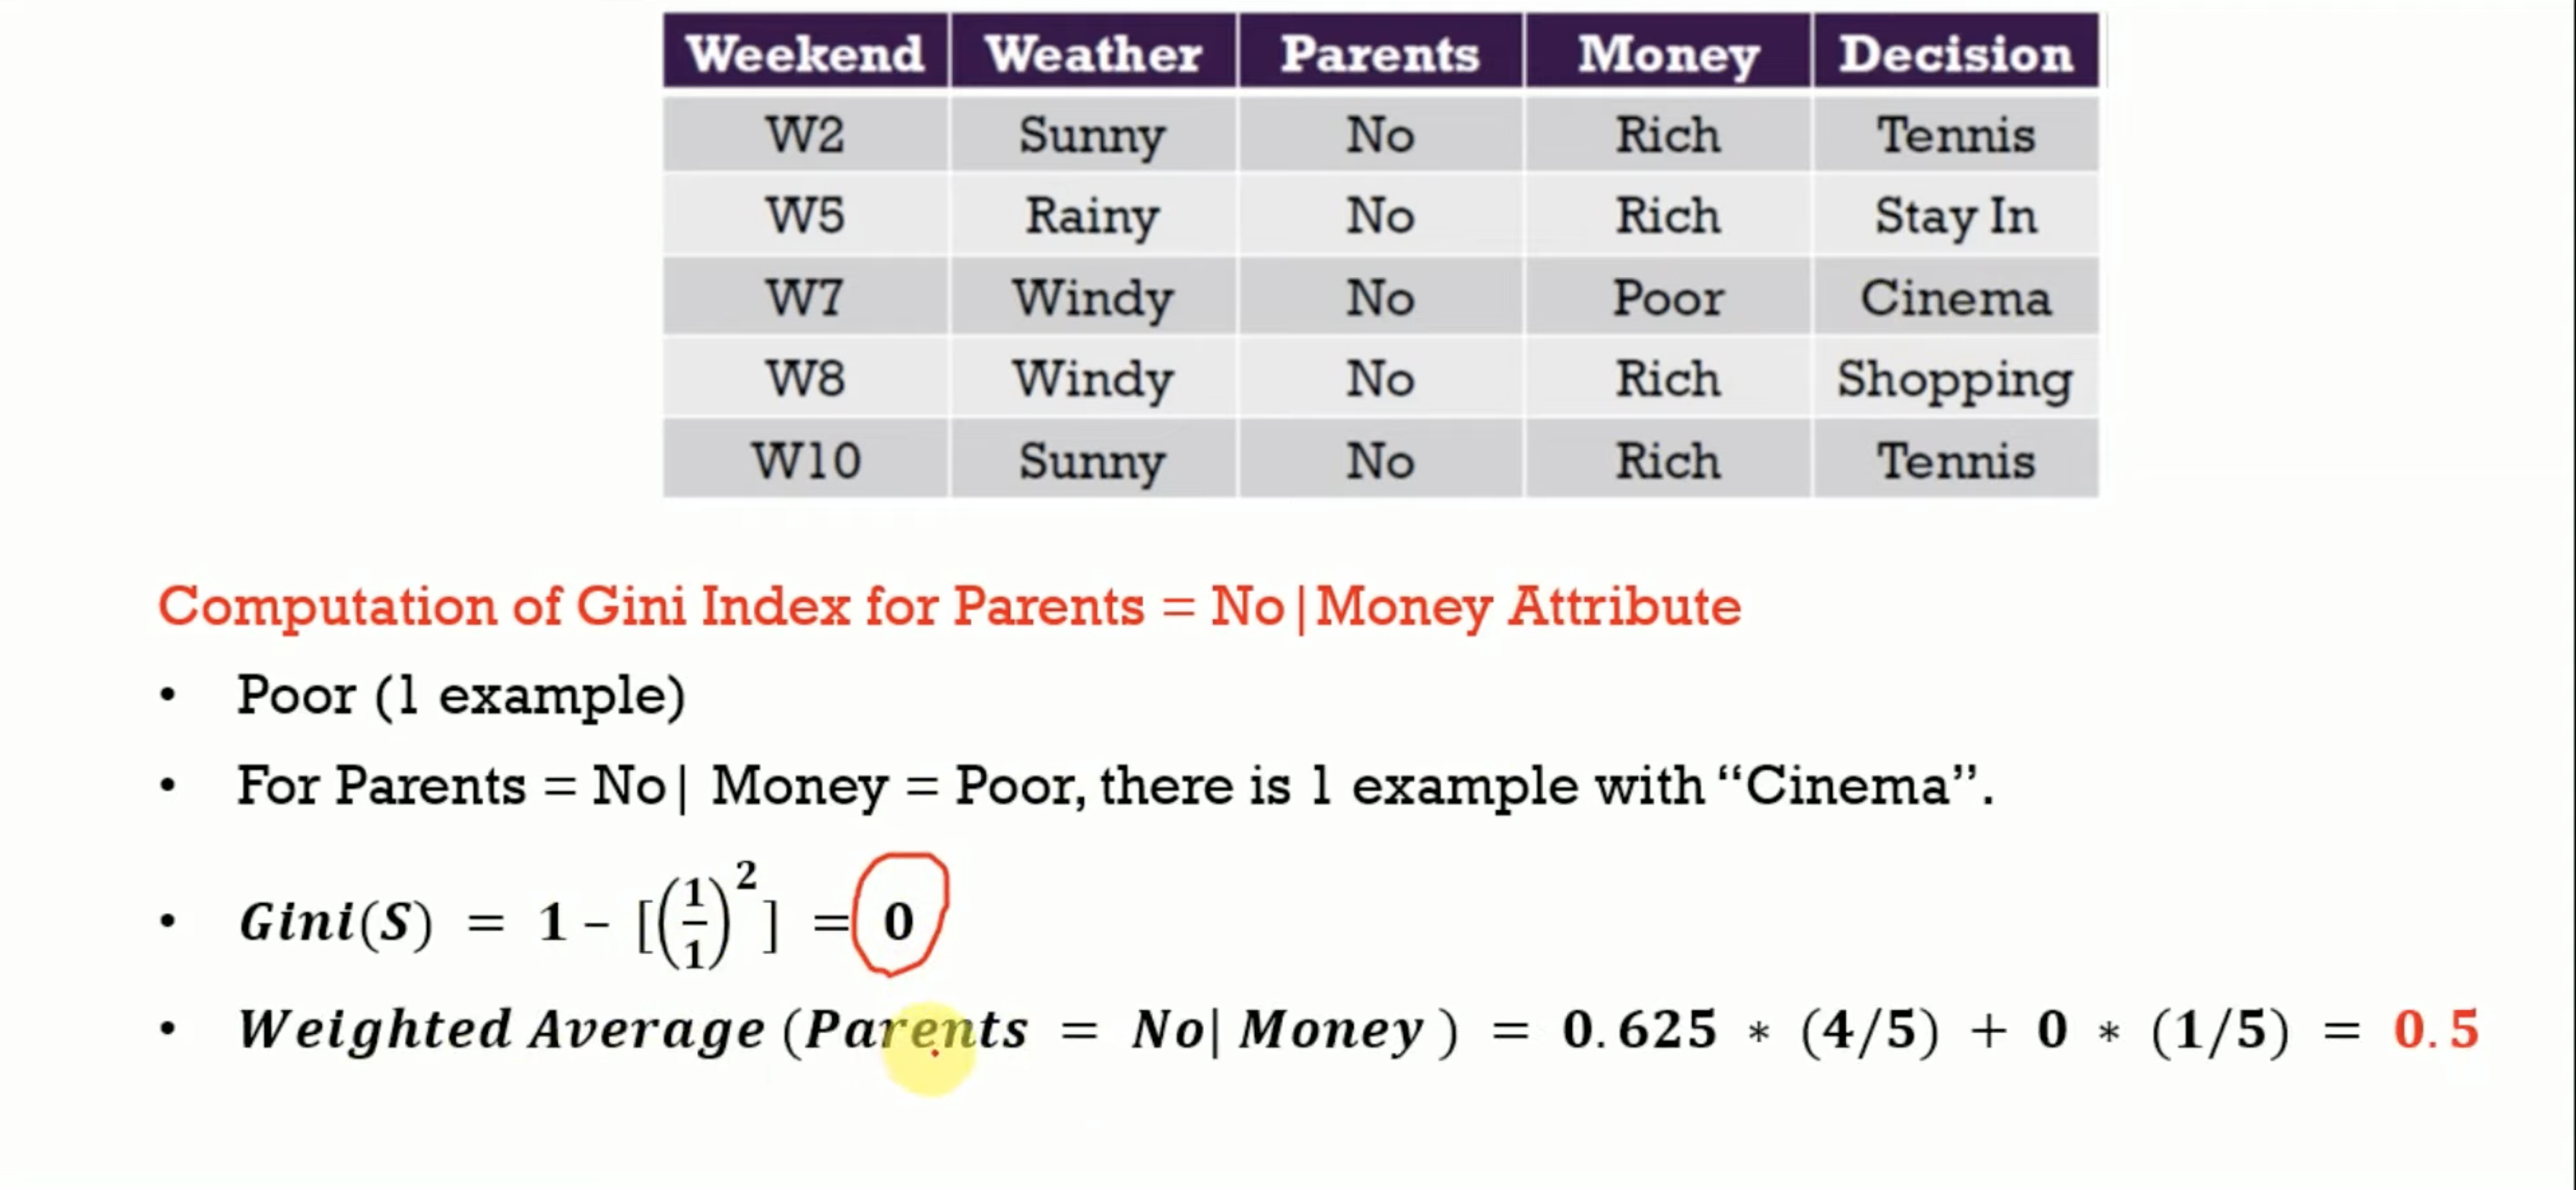 Weekend Weather Parents Money Decision
W2 Sunny No Rich Tennis
W5 Rainy No Rich Stay In
W7 Windy No Poor Cinema
W8 Windy No Rich Shopping
W10 Sunny No Rich Tennis
Computation of Gini Index for Parents = No|Money Attribute
• Poor (1 example)
• For Parents = No| Money = Poor, there is 1 example with “Cinema”.
• Gini(S) = 1 – [(1/1)^2] = 0
• Weighted Average (Parents = No| Money ) = 0.625 * (4/5) + 0 * (1/5) = 0.5